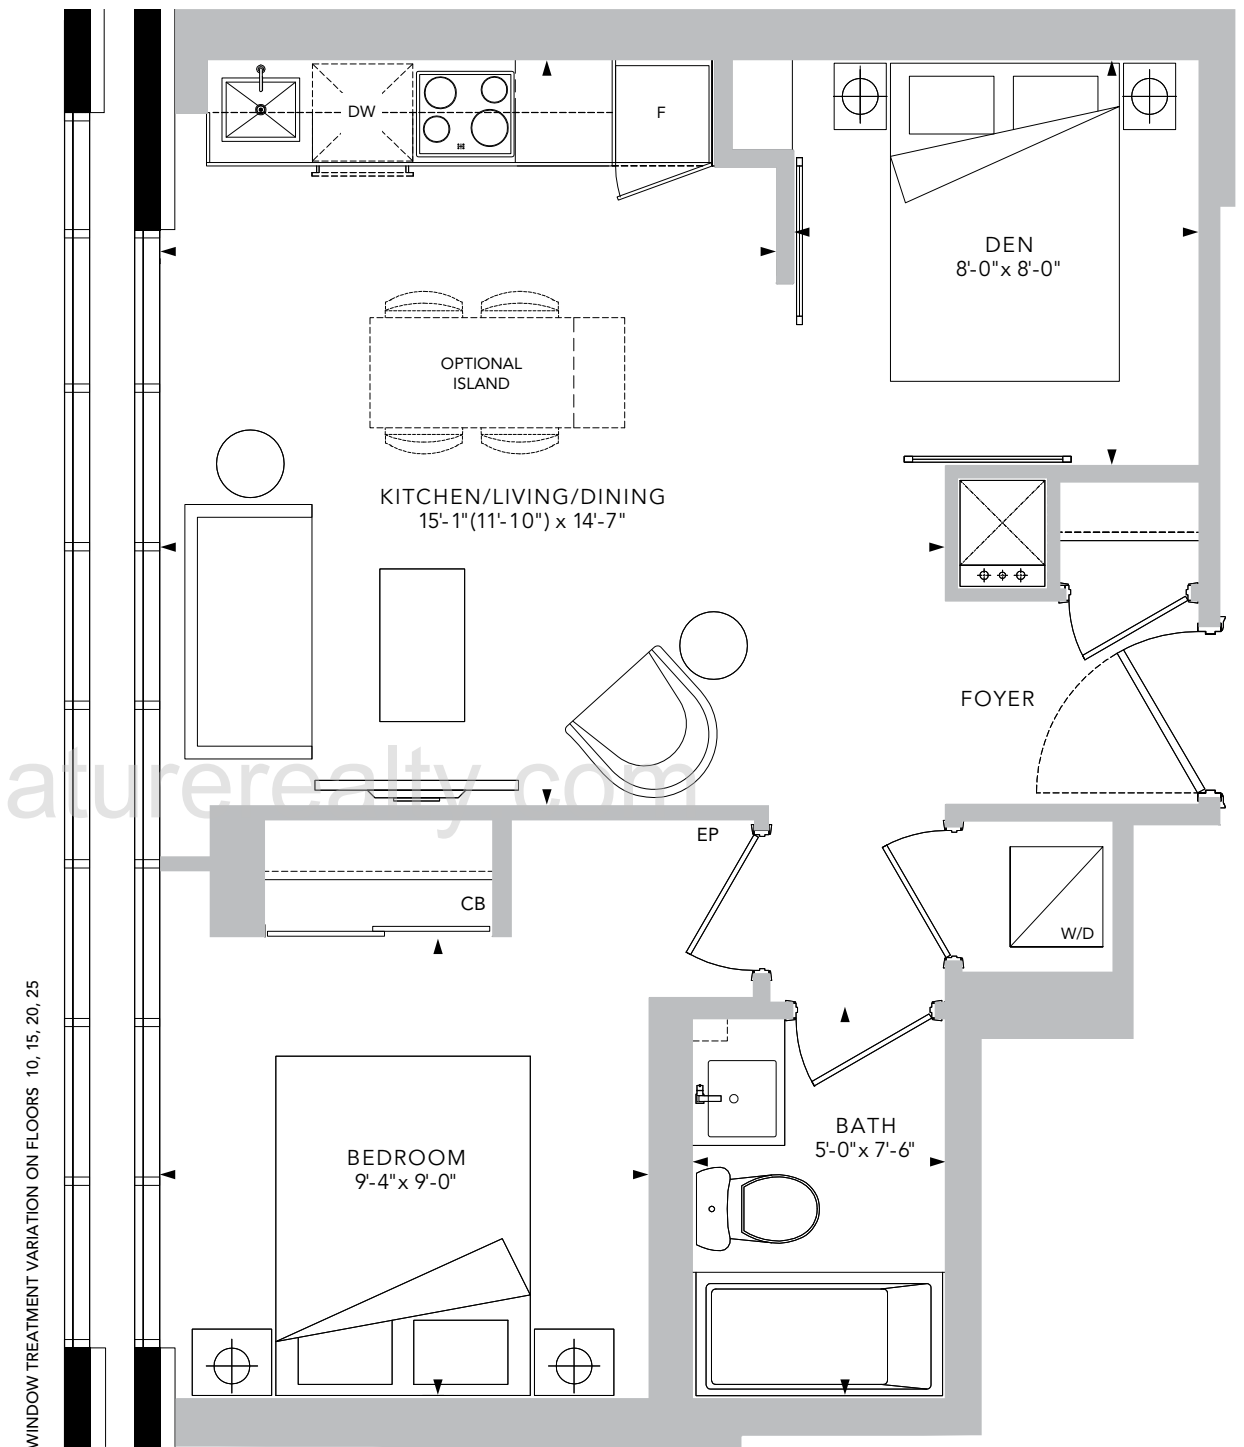 DW
F
DEN
8'-0"x 8'-0"
OPTIONAL
ISLAND
KITCHEN/LIVING/DINING
15'-1"(11'-10") x 14'-7"
FOYER
aturerealty.com
EP
CB
W/D
BATH
5'-0"x 7'-6"
BEDROOM
9'-4"x 9'-0"
WINDOW TREATMENT VARIATION ON FLOORS 10, 15, 20, 25